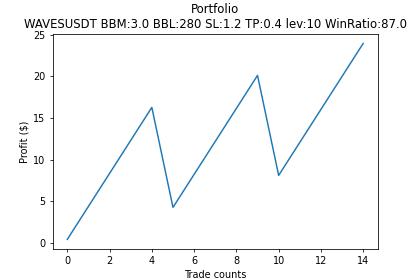 Portfolio
WAVESUSDT BBM:3.0 BBL:280 SL:1.2 TP:0.4 lev:10 WinRatio:87.0
25
20
15
10
5
0
Profit ($)
0 2 4 6 8 10 12 14
Trade counts